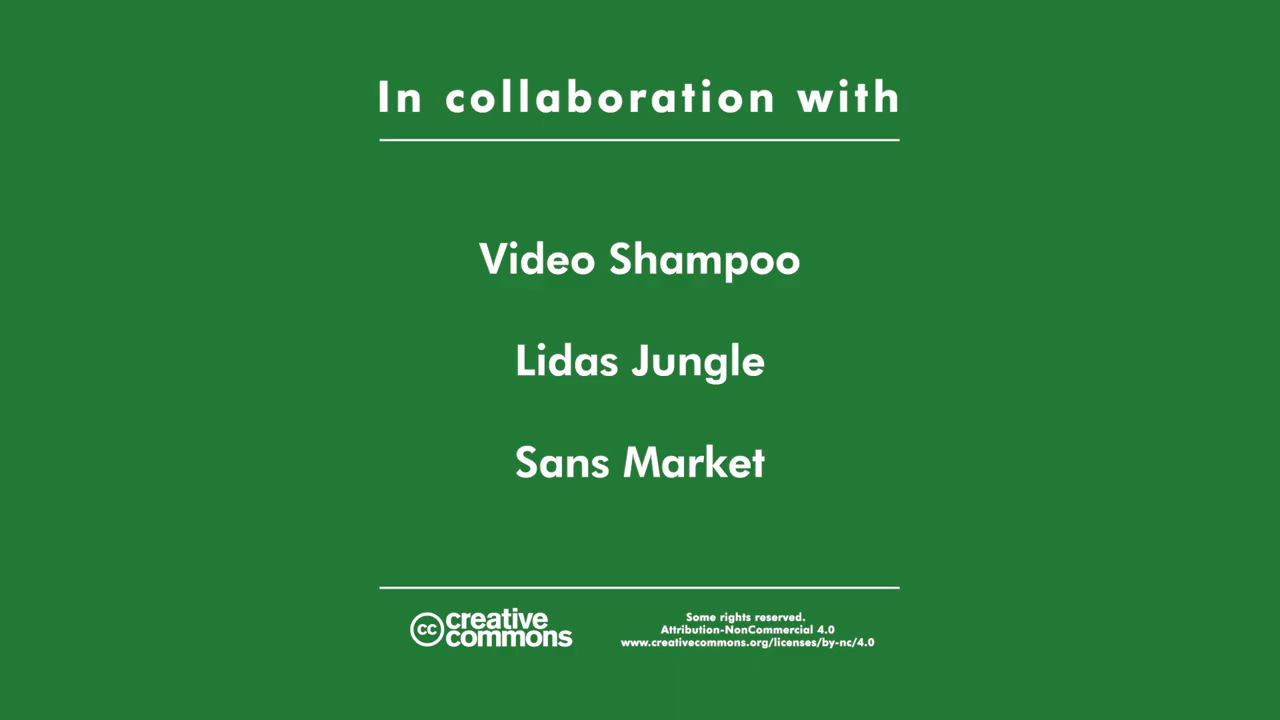 In collaboration with
Video Shampoo
Lidas Jungle
Sans Market
cc creative
commons
Some rights reserved.
Attribution-NonCommercial 4.0
www.creativecommons.org/licenses/by-nc/4.0